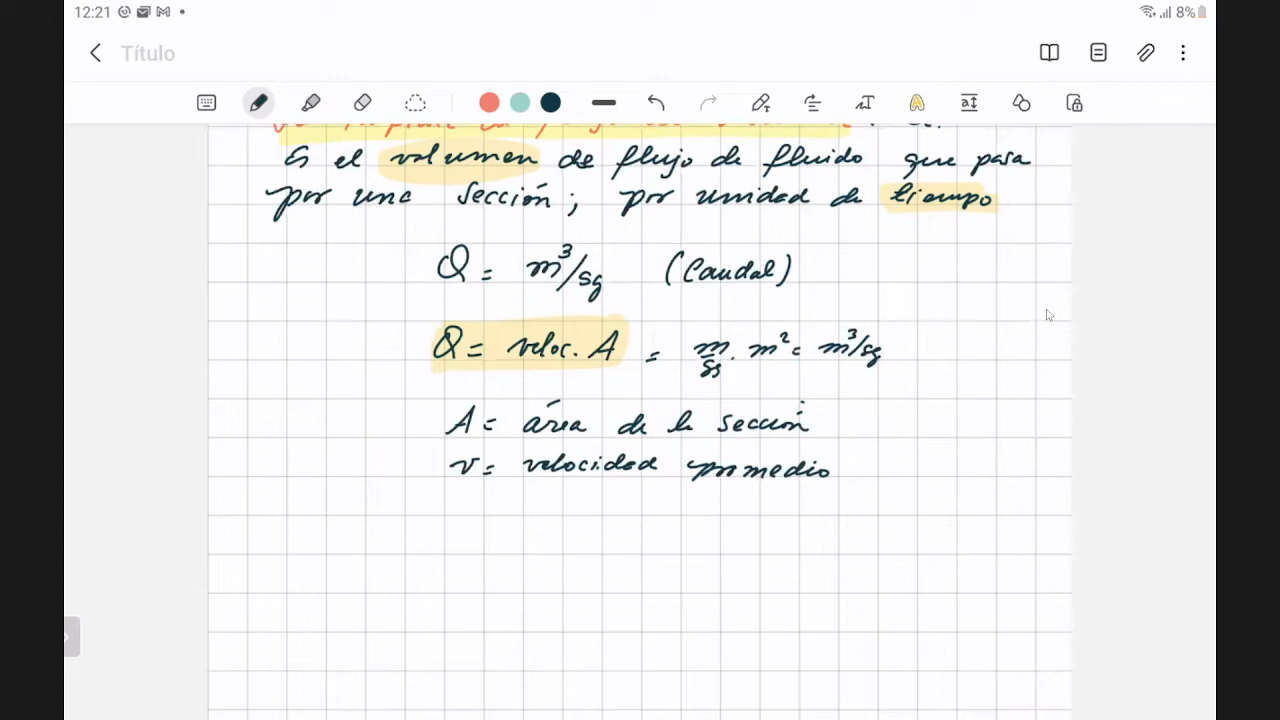 12:21 8%
Título
Es el volumen de flujo de fluido que pasa
por una sección; por unidad de tiempo
Q = m³/sg (Caudal)
Q = veloc. A = m/sg . m² = m³/sg
A = área de la sección
v = velocidad promedio